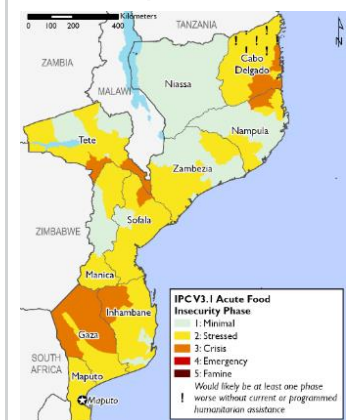 Kilometers
0 100 200 400
TANZANIA
ZAMBIA
MALAWI
Cabo
Delgado
Niassa
Nampula
Tete
Zambezia
Sofala
ZIMBABWE
Manica
Inhambane
Gaza
SOUTH
AFRICA
Maputo
Maputo
IPC V3.1 Acute Food
Insecurity Phase
1: Minimal
2: Stressed
3: Crisis
4: Emergency
5: Famine
! Would likely be at least one phase
worse without current or programmed
humanitarian assistance